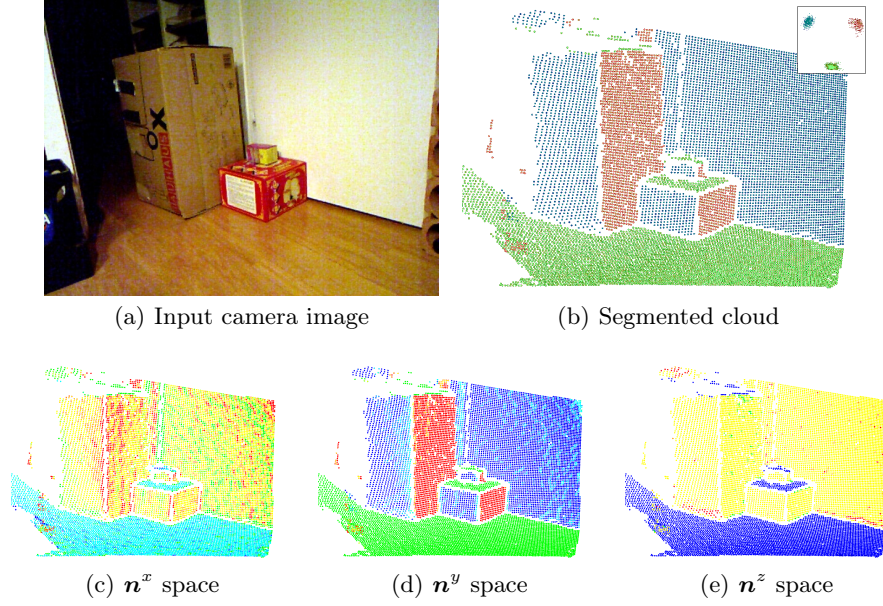 (a) Input camera image
(b) Segmented cloud
(c) n^x space
(d) n^y space
(e) n^z space